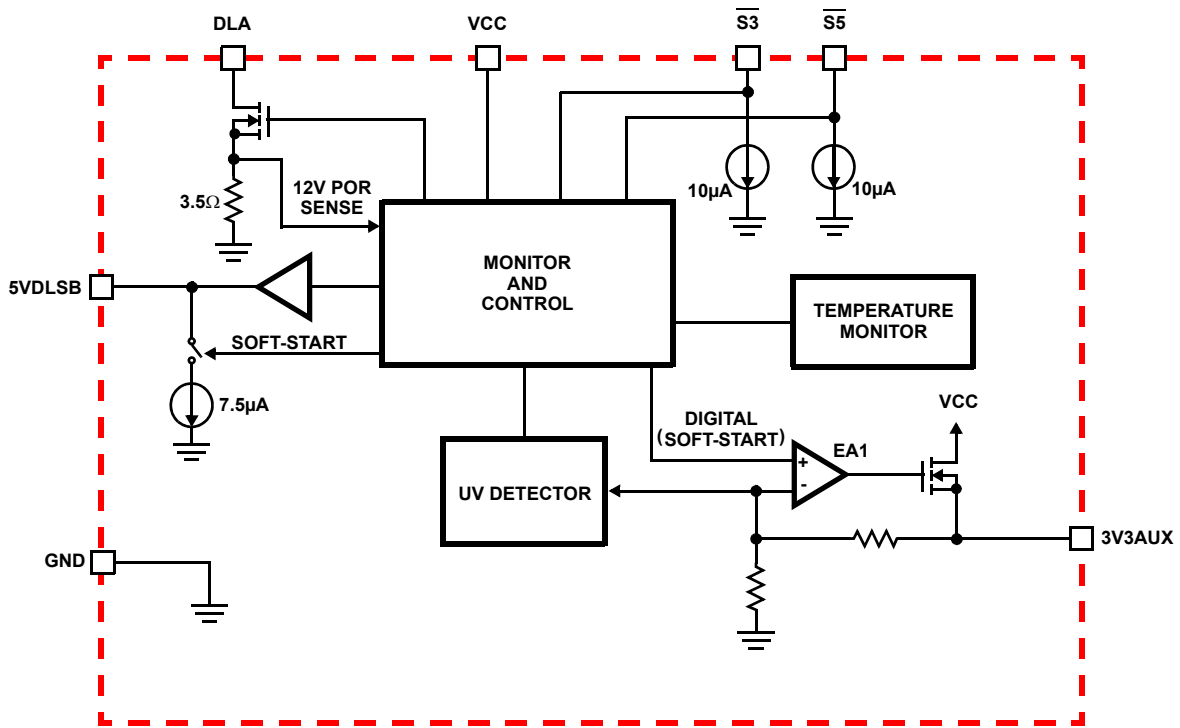 DLA
VCC
S3
S5
3.5Ω
12V POR
SENSE
10µA
10µA
5VDLSB
MONITOR
AND
CONTROL
TEMPERATURE
MONITOR
SOFT-START
7.5µA
VCC
DIGITAL
(SOFT-START)
EA1
+
-
UV DETECTOR
3V3AUX
GND